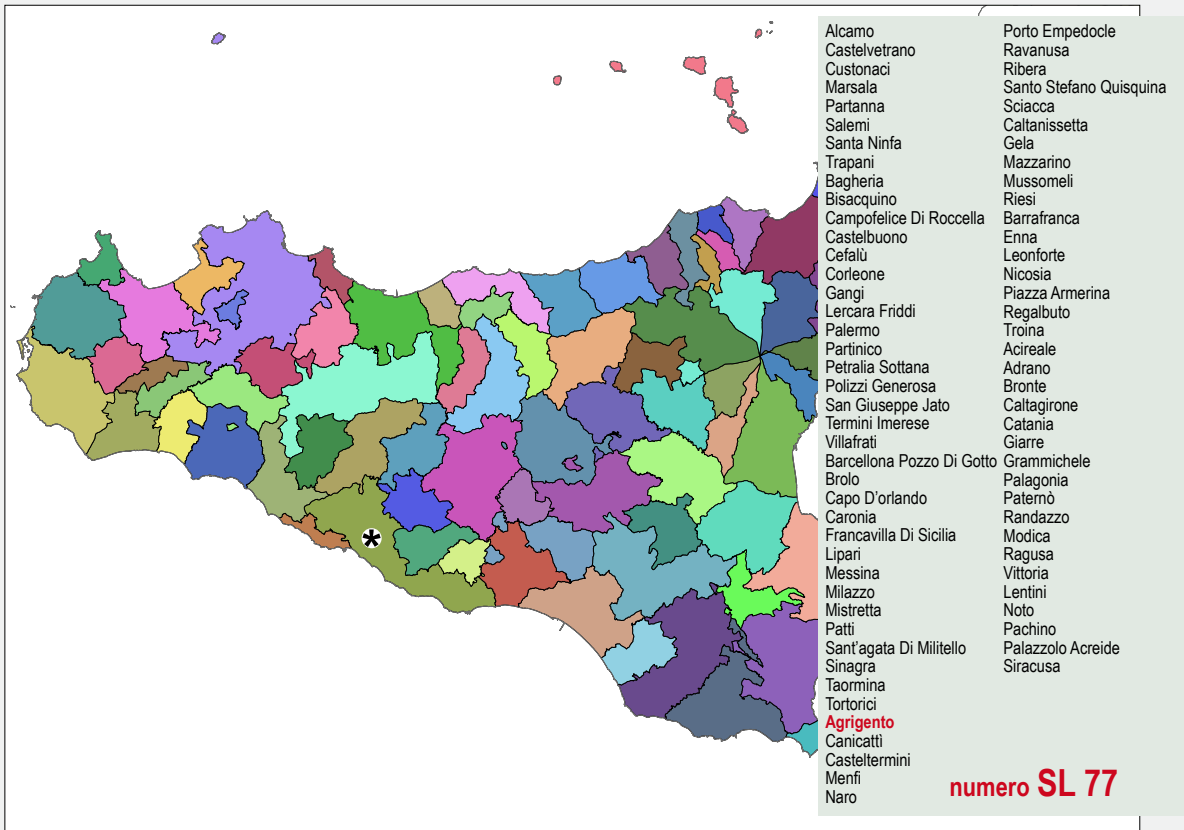 Alcamo
Castelvetrano
Custonaci
Marsala
Partanna
Salemi
Santa Ninfa
Trapani
Bagheria
Bisacquino
Campofelice Di Roccella
Castelbuono
Cefalù
Corleone
Gangi
Lercara Friddi
Palermo
Partinico
Petralia Sottana
Polizzi Generosa
San Giuseppe Jato
Termini Imerese
Villafrati
Barcellona Pozzo Di Gotto
Brolo
Capo D'orlando
Caronia
Francavilla Di Sicilia
Lipari
Messina
Milazzo
Mistretta
Patti
Sant'agata Di Militello
Sinagra
Taormina
Tortorici
Agrigento
Canicattì
Casteltermini
Menfi
Naro
Porto Empedocle
Ravanusa
Ribera
Santo Stefano Quisquina
Sciacca
Caltanissetta
Gela
Mazzarino
Mussomeli
Riesi
Barrafranca
Enna
Leonforte
Nicosia
Piazza Armerina
Regalbuto
Troina
Acireale
Adrano
Bronte
Caltagirone
Catania
Giarre
Grammichele
Palagonia
Paternò
Randazzo
Modica
Ragusa
Vittoria
Lentini
Noto
Pachino
Palazzolo Acreide
Siracusa
numero SL 77
*